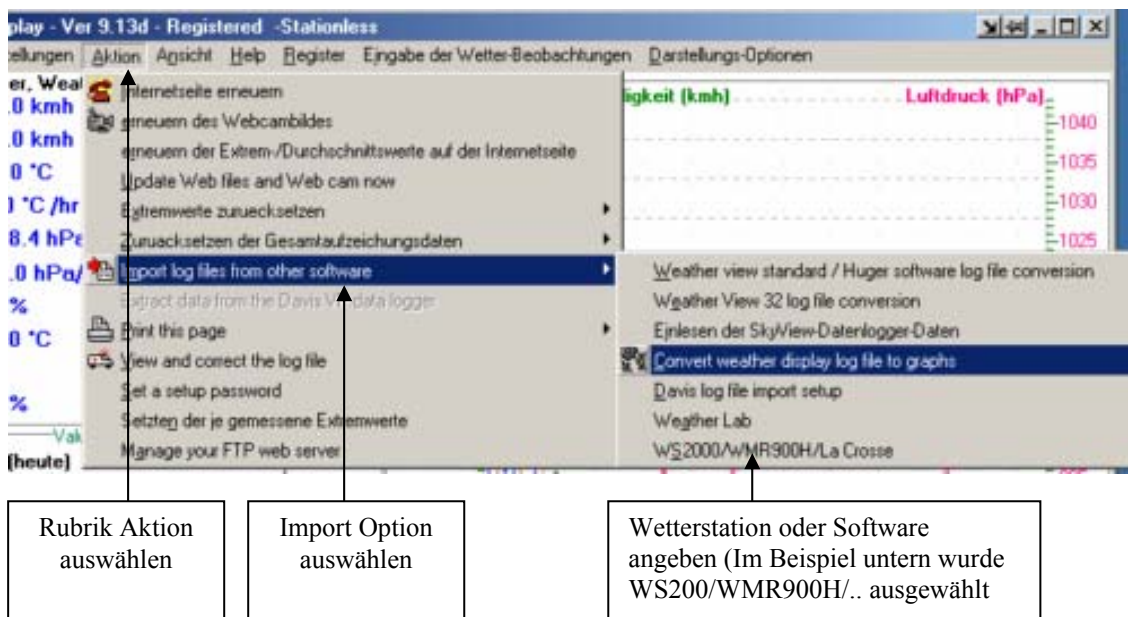 play - Ver 9.13d - Registered -Stationless
ellungen Aktion Ansicht Help Register Eingabe der Wetter-Beobachtungen Darstellungs-Optionen
er, Weal
.0 kmh
.0 kmh
0 °C
°C /hr
8.4 hPa
.0 hPa/
%
0 °C
%
[heute]
Internetseite erneuern
erneuern des Webcambildes
erneuern der Extrem-/Durchschnittswerte auf der Internetseite
Update Web files and Web cam now
Extremwerte zuruecksetzen
Zuruacksetzen der Gesamtaufzeichungsdaten
Import log files from other software
Extract data from the Davis VP data logger
Print this page
View and correct the log file
Set a setup password
Setzten der je gemessene Extremwerte
Manage your FTP web server
igkeit (kmh) Luftdruck (hPa)
1040
1035
1030
1025
Weather view standard / Huger software log file conversion
Weather View 32 log file conversion
Einlesen der SkyView-Datenlogger-Daten
Convert weather display log file to graphs
Davis log file import setup
Weather Lab
WS2000/WMR900H/La Crosse
Rubrik Aktion
auswählen
Import Option
auswählen
Wetterstation oder Software
angeben (Im Beispiel untern wurde
WS200/WMR900H/.. ausgewählt